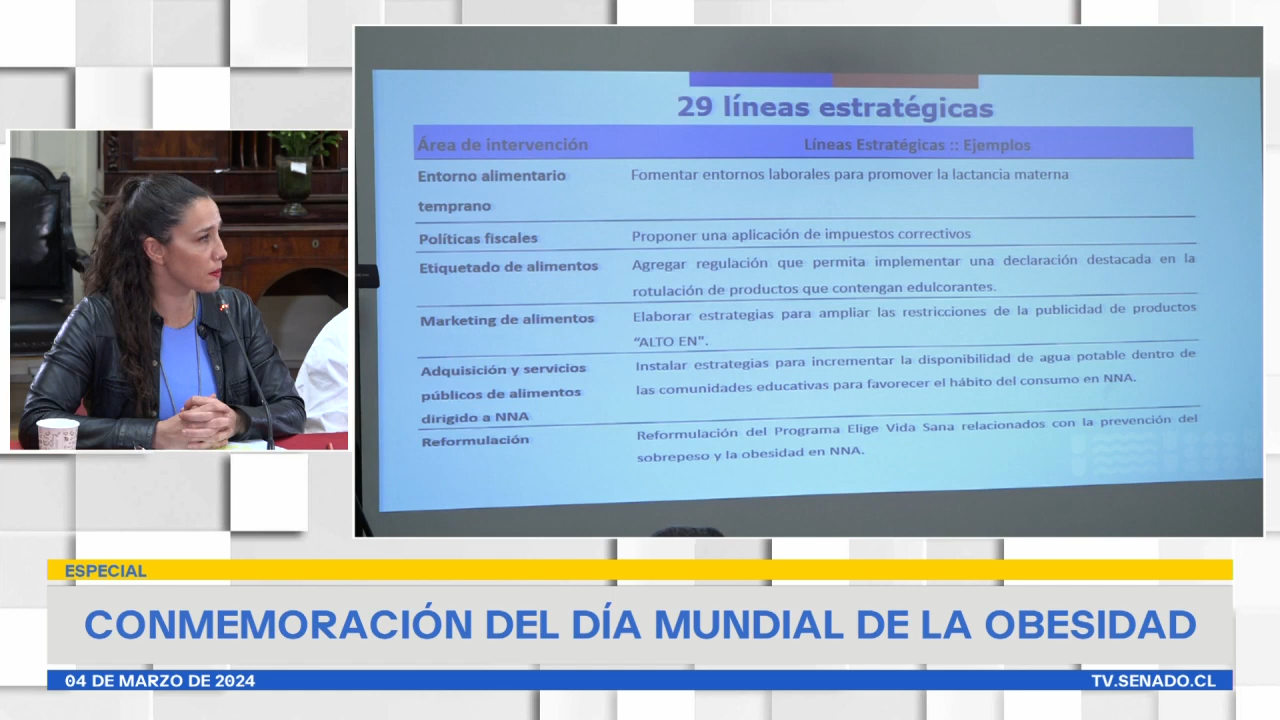 29 líneas estratégicas
Área de intervención
Líneas Estratégicas :: Ejemplos
Entorno alimentario
temprano
Fomentar entornos laborales para promover la lactancia materna
Políticas fiscales
Proponer una aplicación de impuestos correctivos
Etiquetado de alimentos
Agregar regulación que permita implementar una declaración destacada en la
rotulación de productos que contengan edulcorantes.
Marketing de alimentos
Elaborar estrategias para ampliar las restricciones de la publicidad de productos
“ALTO EN”.
Adquisición y servicios
públicos de alimentos
dirigido a NNA
Instalar estrategias para incrementar la disponibilidad de agua potable dentro de
las comunidades educativas para favorecer el hábito del consumo en NNA.
Reformulación
Reformulación del Programa Elige Vida Sana relacionados con la prevención del
sobrepeso y la obesidad en NNA.
ESPECIAL
CONMEMORACIÓN DEL DÍA MUNDIAL DE LA OBESIDAD
04 DE MARZO DE 2024
TV.SENADO.CL